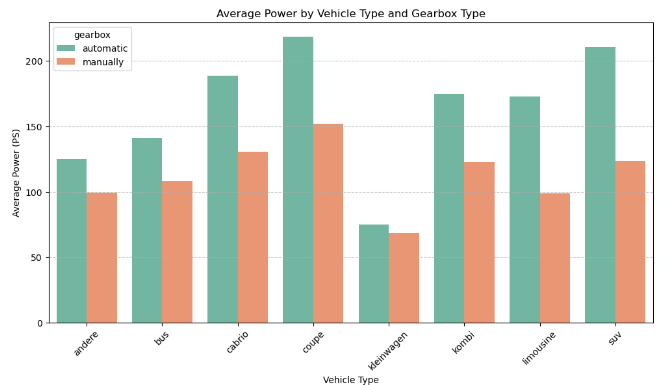 Average Power by Vehicle Type and Gearbox Type
gearbox
automatic
manually
Average Power (PS)
200
150
100
50
0
andere
bus
cabrio
coupe
kleinwagen
kombi
limousine
suv
Vehicle Type